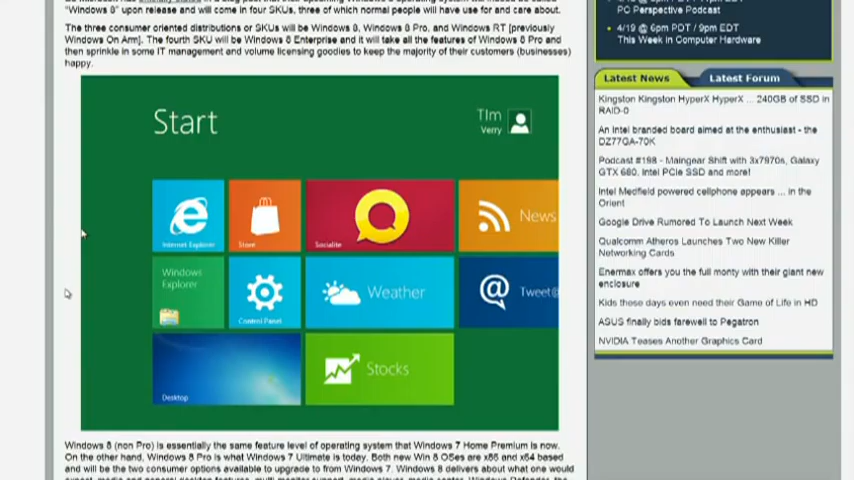 "Windows 8" upon release and will come in four SKUs, three of which normal people will have use for and care about.
The three consumer oriented distributions or SKUs will be Windows 8, Windows 8 Pro, and Windows RT [previously
Windows On Arm]. The fourth SKU will be Windows 8 Enterprise and it will take all the features of Windows 8 Pro and
then sprinkle in some IT management and volume licensing goodies to keep the majority of their customers (businesses)
happy.
Start
Tim
Verry
Internet Explorer
Store
Socialite
News
Windows
Explorer
Control Panel
Weather
Tweet@
Desktop
Stocks
Windows 8 (non Pro) is essentially the same feature level of operating system that Windows 7 Home Premium is now.
On the other hand, Windows 8 Pro is what Windows 7 Ultimate is today. Both new Win 8 OSes are x86 and x64 based
and will be the two consumer options available to upgrade to from Windows 7. Windows 8 delivers about what one would
PC Perspective Podcast
4/19 @ 6pm PDT / 9pm EDT
This Week in Computer Hardware
Latest News
Latest Forum
Kingston Kingston HyperX HyperX ... 240GB of SSD in
RAID-0
An Intel branded board aimed at the enthusiast - the
DZ77GA-70K
Podcast #198 - Maingear Shift with 3x7970s, Galaxy
GTX 680, Intel PCIe SSD and more!
Intel Medfield powered cellphone appears ... in the
Orient
Google Drive Rumored To Launch Next Week
Qualcomm Atheros Launches Two New Killer
Networking Cards
Enermax offers you the full monty with their giant new
enclosure
Kids these days even need their Game of Life in HD
ASUS finally bids farewell to Pegatron
NVIDIA Teases Another Graphics Card